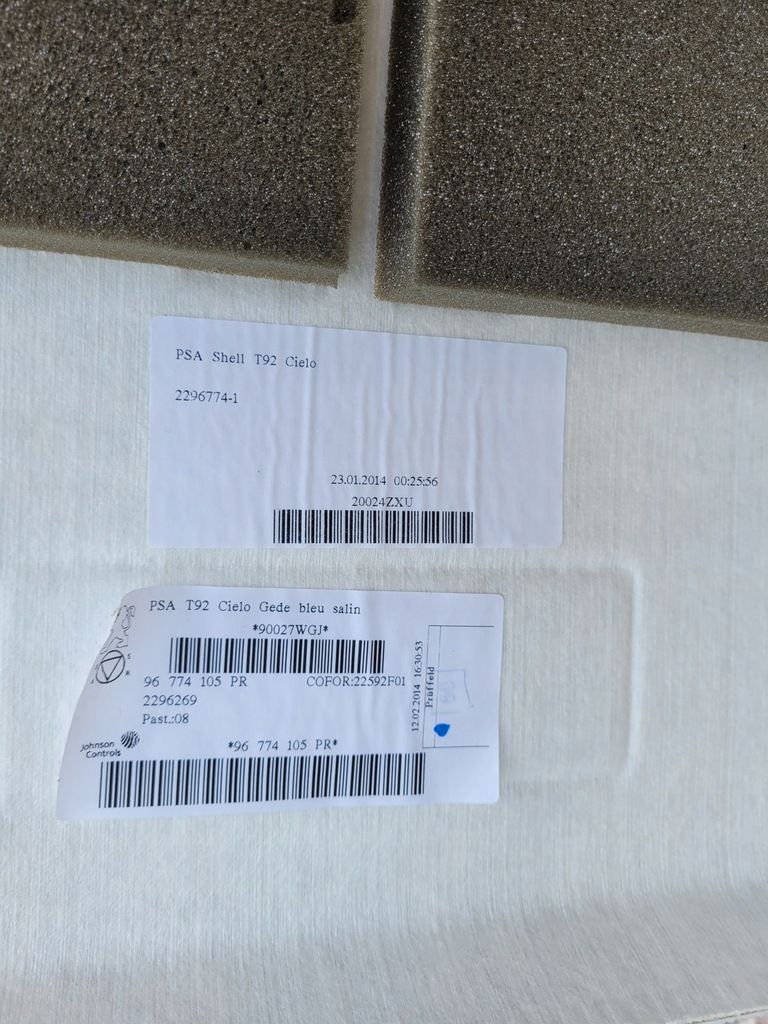 PSA Shell T92 Cielo
2296774-1
23.01.2014 00:25:56
20024ZXU
PSA T92 Cielo Gede bleu salin
*90027WGJ*
S
R
96 774 105 PR COFOR:22592F01
2296269
Past.:08
Johnson
Controls
*96 774 105 PR*
12.02.2014 16:30:53
Prüffeld